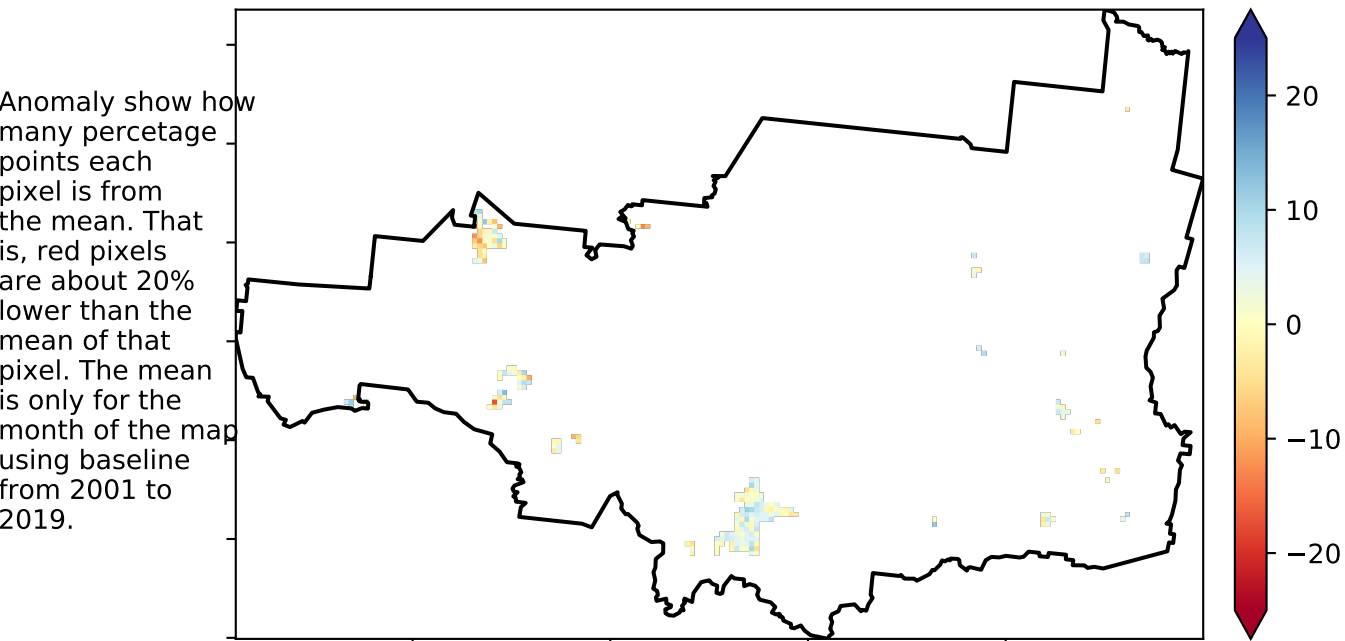 Anomaly show how
many percetage
points each
pixel is from
the mean. That
is, red pixels
are about 20%
lower than the
mean of that
pixel. The mean
is only for the
month of the map
using baseline
from 2001 to
2019.
20
10
0
−10
−20